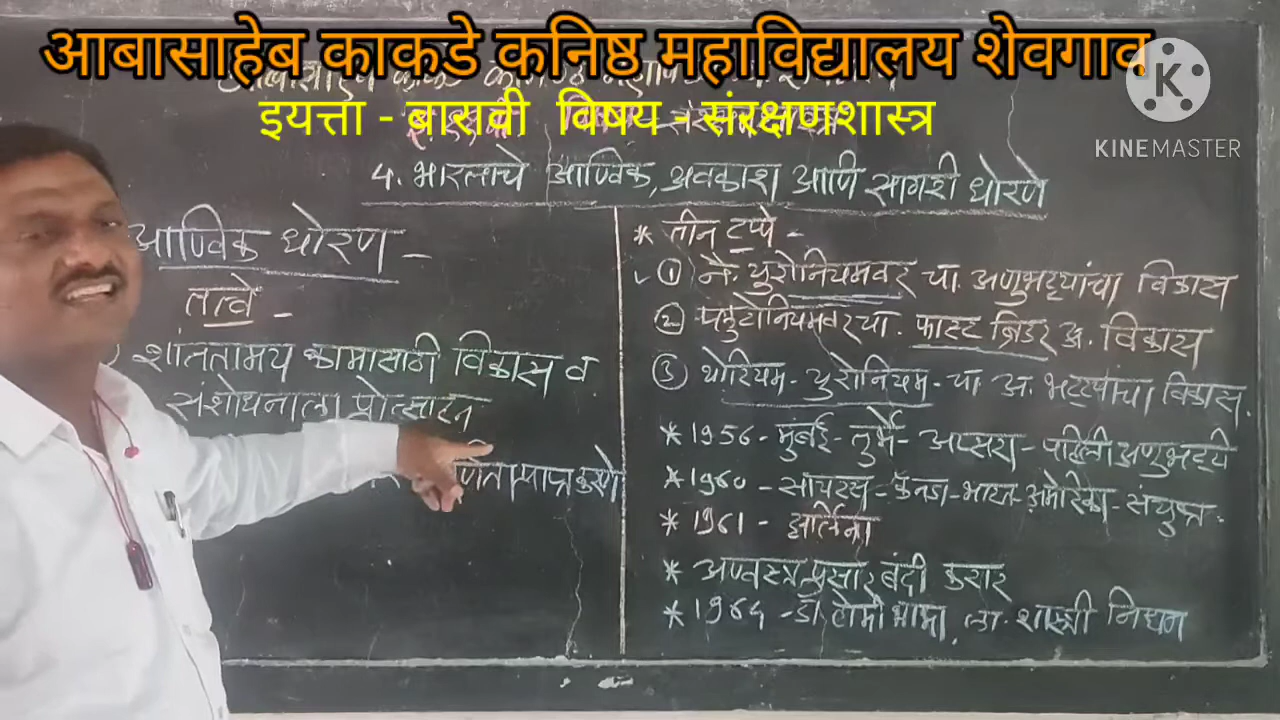 आबासाहेब काकडे कनिष्ठ महाविद्यालय शेवगाव
इयत्ता - बारावी विषय - संरक्षणशास्त्र
KINEMASTER
4. भारताचे आण्विक, अवकाश आणि सागरी धोरणे
आण्विक धोरण -
तत्वे -
शांततामय कामासाठी विकास व
संशोधनाला प्रोत्साहन
प्राप्त करणे
* तीन टप्पे -
① नै. युरोनियमवर चा. अणुभट्ट्यांचा विकास
② प्लुटोनियमवरचा. फास्ट ब्रिडर अ. विकास
③ थोरियम - युरोनियम - चा अ. भट्ट्यांचा विकास.
* 1956 - मुंबई - तुर्भे - अप्सरा - पहिली अणुभट्टी
* 1960 - सायरस - कॅनडा - भारत - अमेरिका - संयुक्त
* 1961 - झर्लिना
* अण्वस्त्र प्रसार बंदी करार
डॉ होमी भाभा, ला. शास्त्री निधन